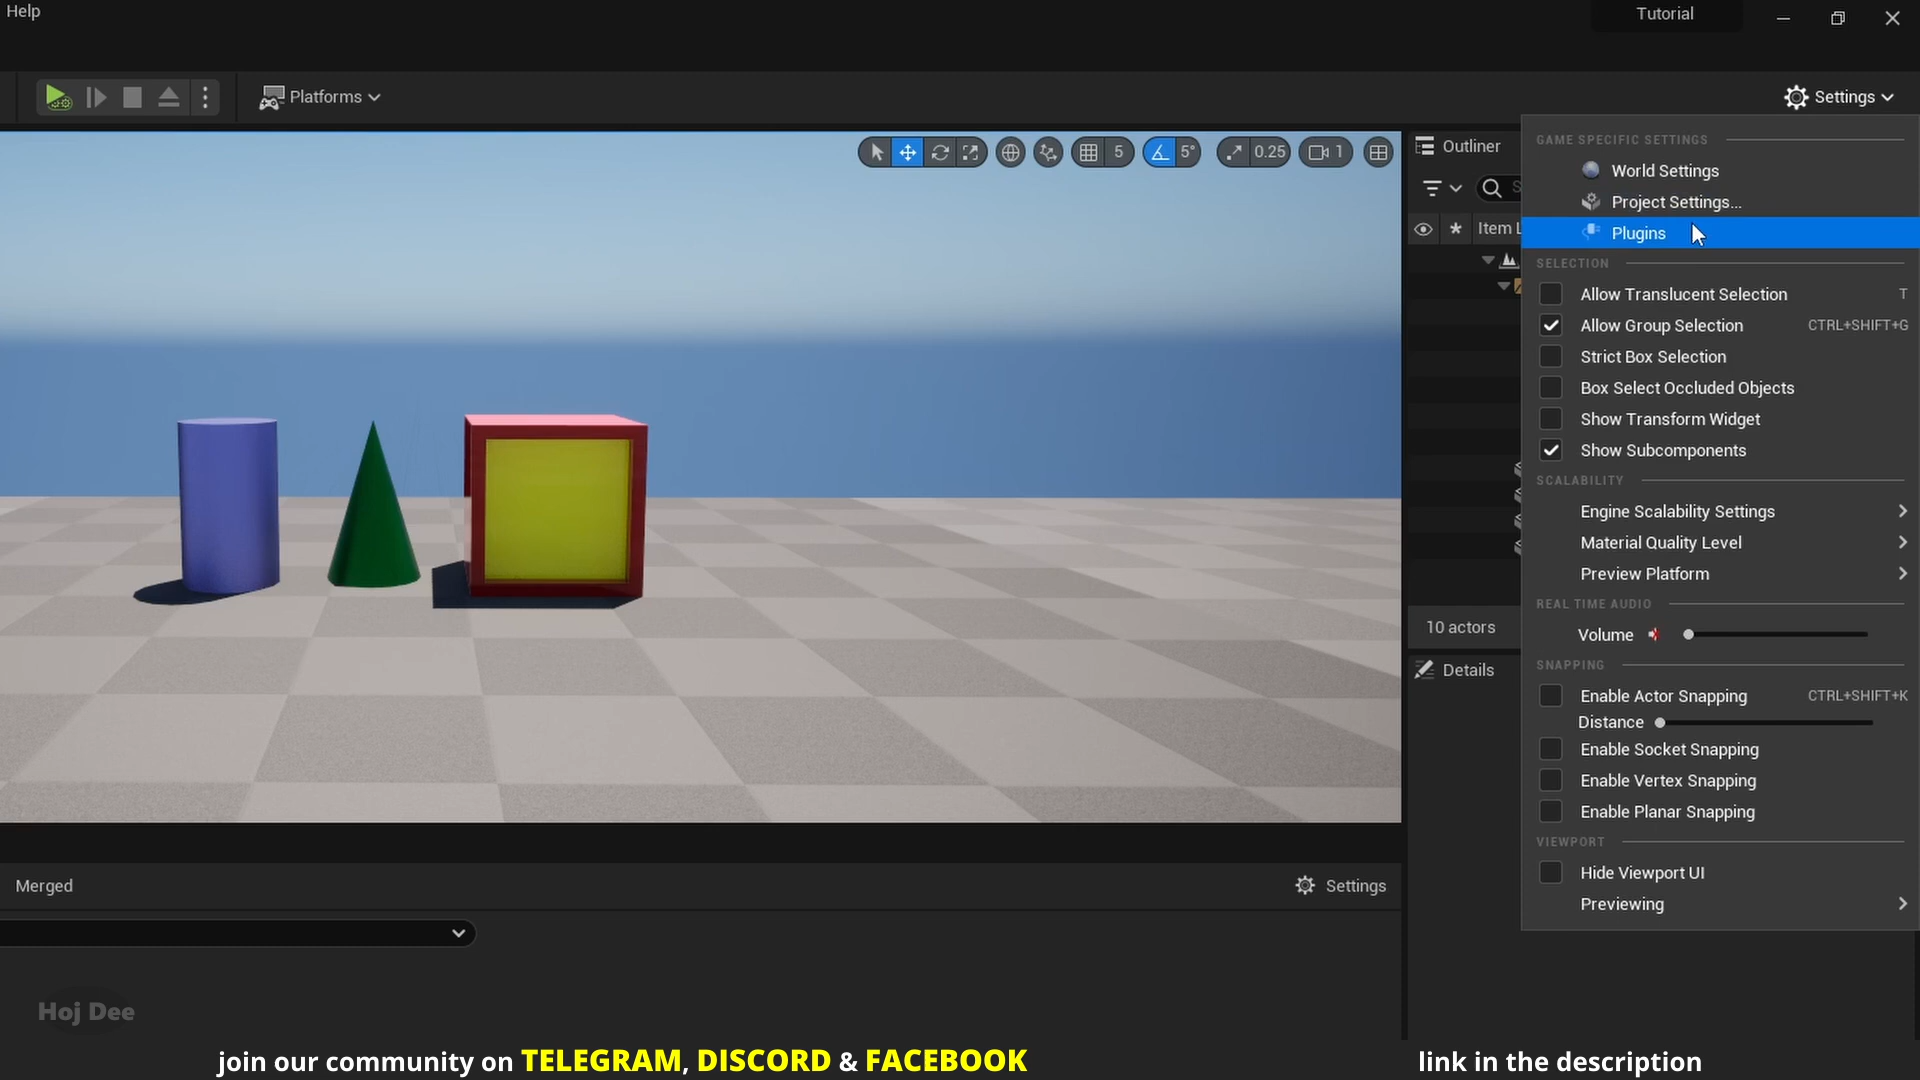 Help
Tutorial
Platforms
Settings
5
5°
0.25
1
Outliner
Item L
10 actors
Details
GAME SPECIFIC SETTINGS
World Settings
Project Settings...
Plugins
SELECTION
Allow Translucent Selection T
Allow Group Selection CTRL+SHIFT+G
Strict Box Selection
Box Select Occluded Objects
Show Transform Widget
Show Subcomponents
SCALABILITY
Engine Scalability Settings
Material Quality Level
Preview Platform
REAL TIME AUDIO
Volume
SNAPPING
Enable Actor Snapping CTRL+SHIFT+K
Distance
Enable Socket Snapping
Enable Vertex Snapping
Enable Planar Snapping
VIEWPORT
Hide Viewport UI
Previewing
Merged
Settings
Hoj Dee
join our community on TELEGRAM, DISCORD & FACEBOOK
link in the description